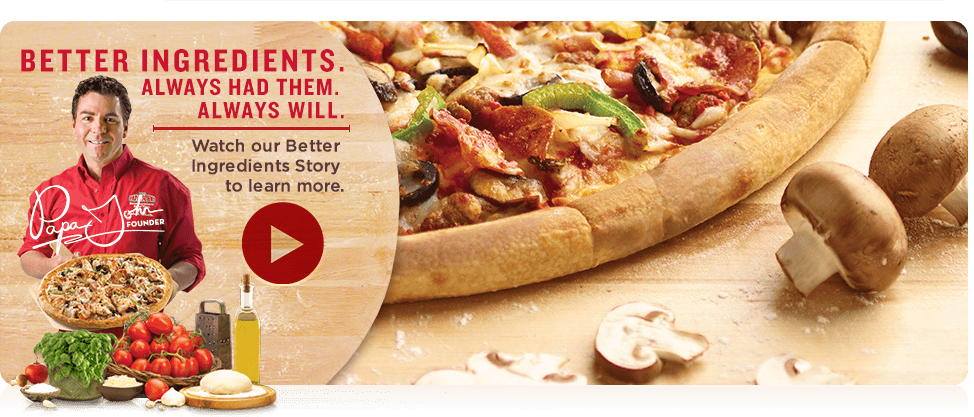 BETTER INGREDIENTS.
ALWAYS HAD THEM.
ALWAYS WILL.
Watch our Better
Ingredients Story
to learn more.
Papa John
FOUNDER